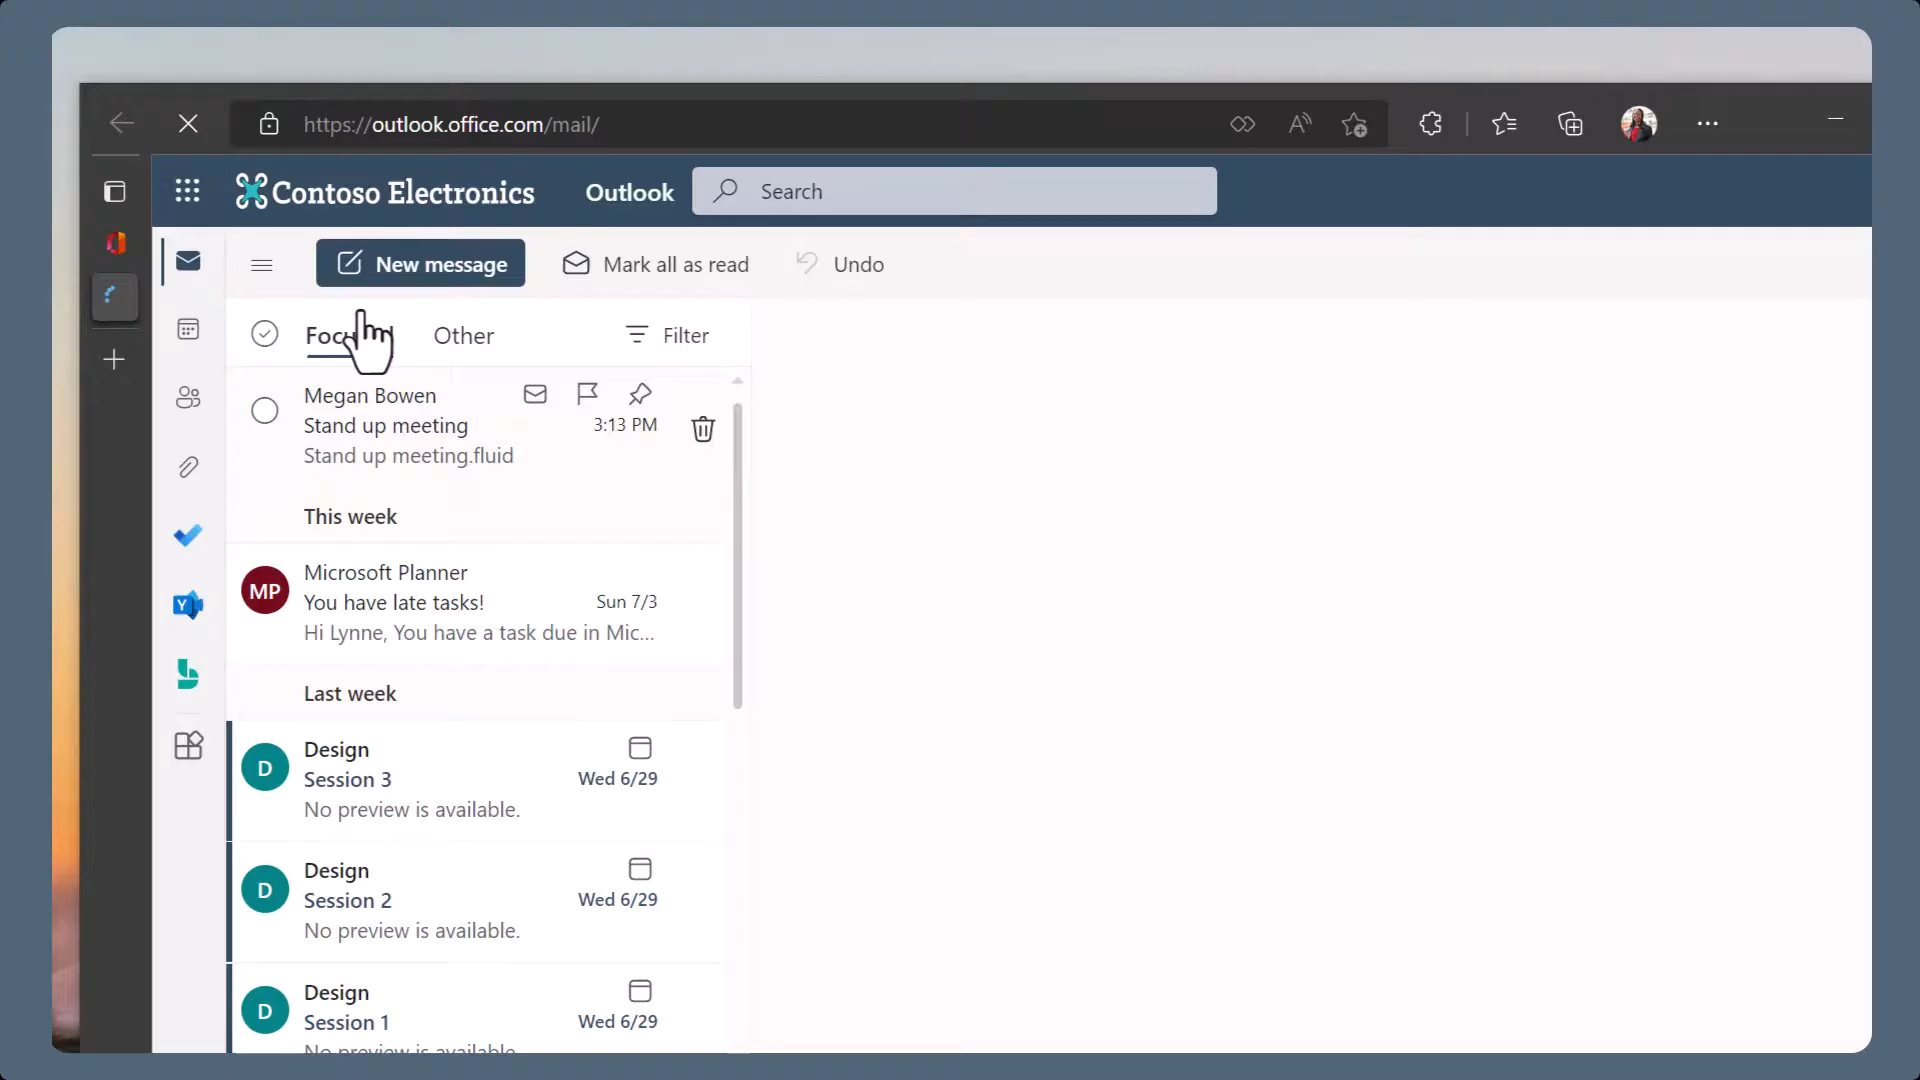 https://outlook.office.com/mail/
Contoso Electronics
Outlook
Search
New message
Mark all as read
Undo
Other
Filter
Megan Bowen
Stand up meeting
3:13 PM
Stand up meeting.fluid
This week
MP
Microsoft Planner
You have late tasks!
Sun 7/3
Hi Lynne, You have a task due in Mic...
Last week
D
Design
Session 3
Wed 6/29
No preview is available.
D
Design
Session 2
Wed 6/29
No preview is available.
D
Design
Session 1
Wed 6/29
No preview is available.